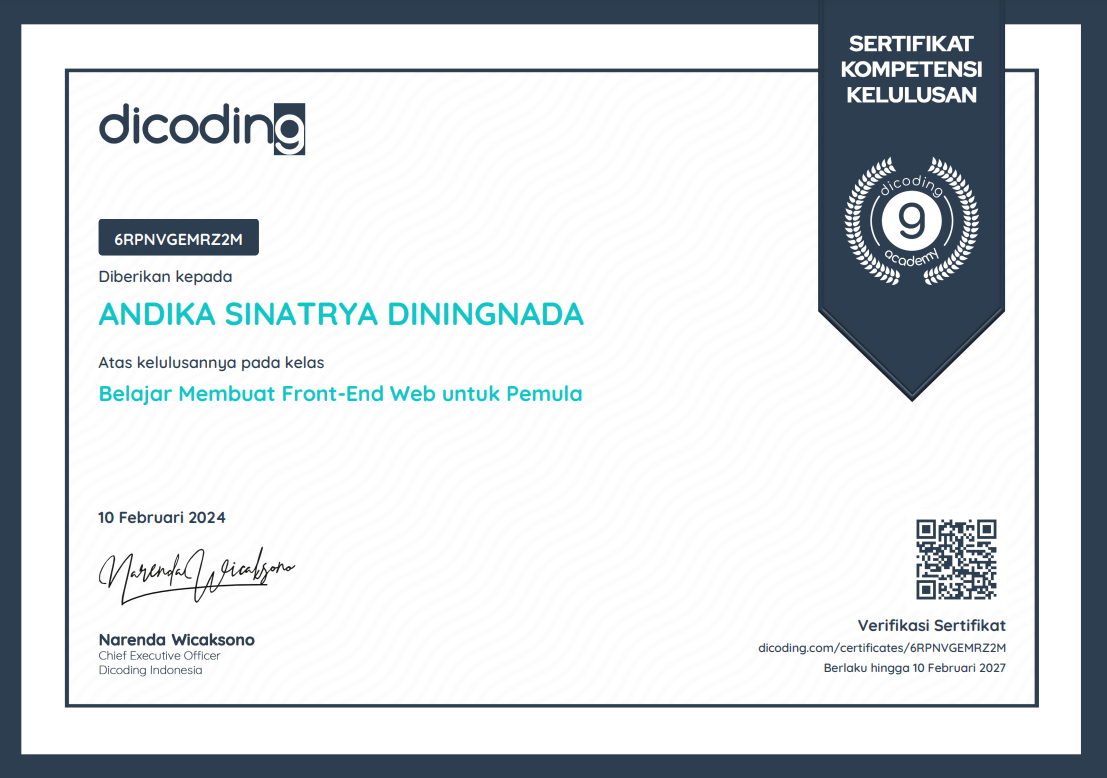 SERTIFIKAT
KOMPETENSI
KELULUSAN
dicoding
dicoding
9
academy
6RPNVGEMRZ2M
Diberikan kepada
ANDIKA SINATRYA DININGNADA
Atas kelulusannya pada kelas
Belajar Membuat Front-End Web untuk Pemula
10 Februari 2024
Narenda Wicaksono
Narenda Wicaksono
Chief Executive Officer
Dicoding Indonesia
Verifikasi Sertifikat
dicoding.com/certificates/6RPNVGEMRZ2M
Berlaku hingga 10 Februari 2027